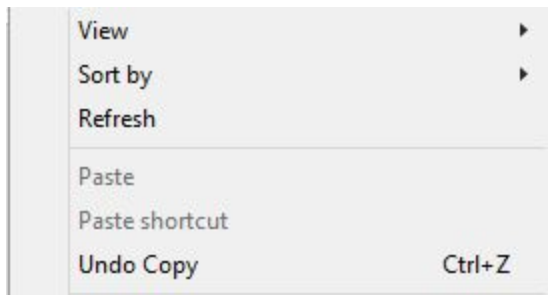 View
Sort by
Refresh
Paste
Paste shortcut
Undo Copy Ctrl+Z